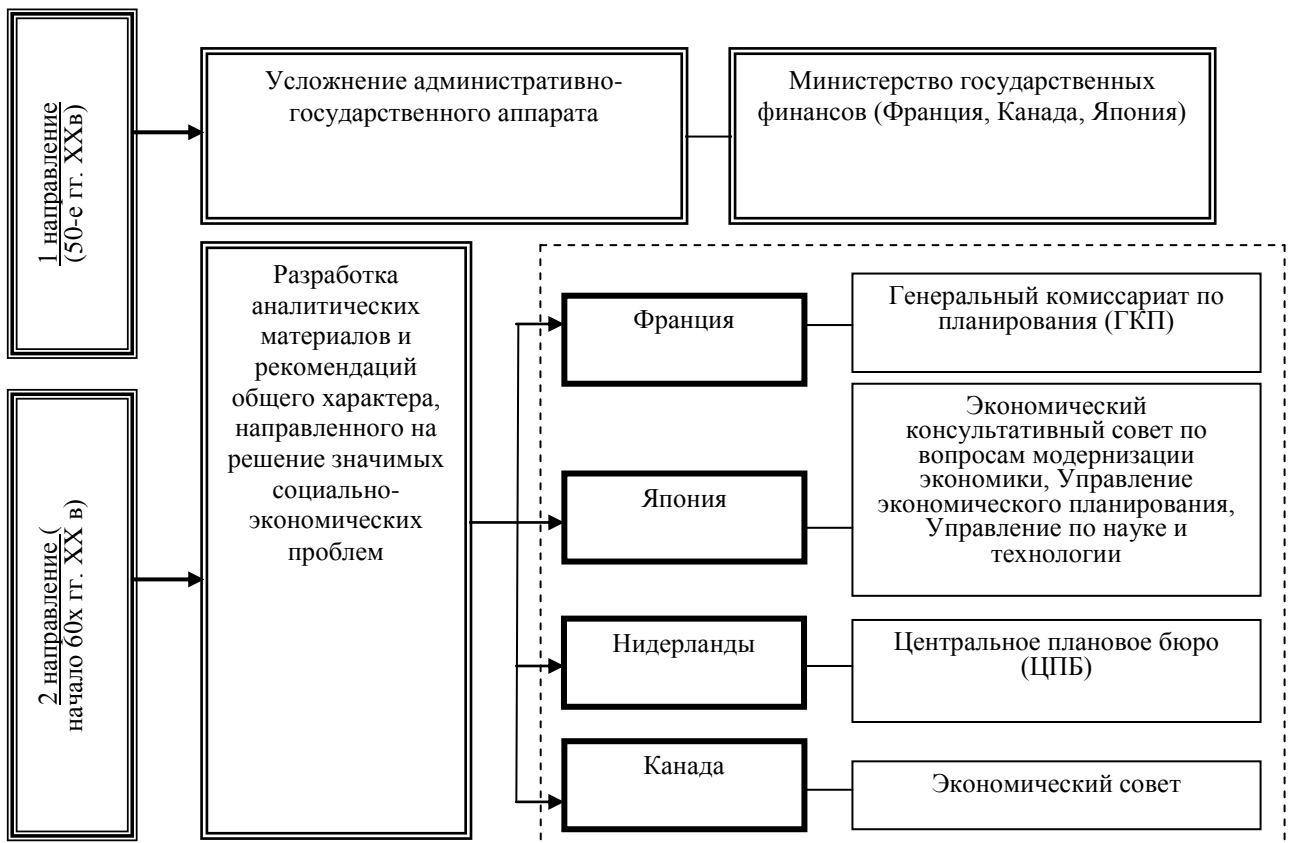 1 направление
(50-е гг. XXв)
Усложнение административно-
государственного аппарата
Министерство государственных
финансов (Франция, Канада, Япония)
2 направление (
начало 60х гг. XX в)
Разработка
аналитических
материалов и
рекомендаций
общего характера,
направленного на
решение значимых
социально-
экономических
проблем
Франция
Генеральный комиссариат по
планирования (ГКП)
Япония
Экономический
консультативный совет по
вопросам модернизации
экономики, Управление
экономического планирования,
Управление по науке и
технологии
Нидерланды
Центральное плановое бюро
(ЦПБ)
Канада
Экономический совет